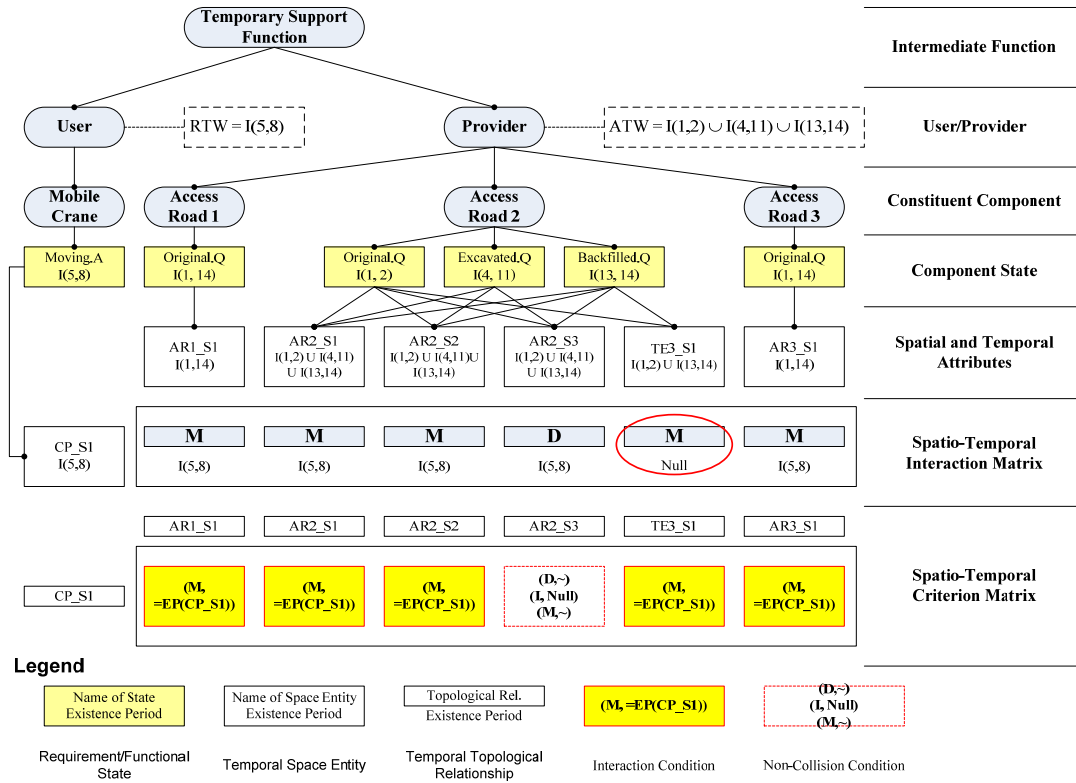 Temporary Support
Function
Intermediate Function
User
RTW = I(5,8)
Provider
ATW = I(1,2) ∪ I(4,11) ∪ I(13,14)
User/Provider
Mobile
Crane
Access
Road 1
Access
Road 2
Access
Road 3
Constituent Component
Moving.A
I(5,8)
Original.Q
I(1, 14)
Original.Q
I(1, 2)
Excavated.Q
I(4, 11)
Backfilled.Q
I(13, 14)
Original.Q
I(1, 14)
Component State
AR1_S1
I(1,14)
AR2_S1
I(1,2) ∪ I(4,11)
∪ I(13,14)
AR2_S2
I(1,2) ∪ I(4,11)∪
I(13,14)
AR2_S3
I(1,2) ∪ I(4,11)
∪ I(13,14)
TE3_S1
I(1,2) ∪ I(13,14)
AR3_S1
I(1,14)
Spatial and Temporal
Attributes
CP_S1
I(5,8)
M
I(5,8)
M
I(5,8)
M
I(5,8)
D
I(5,8)
M
Null
M
I(5,8)
Spatio-Temporal
Interaction Matrix
AR1_S1
AR2_S1
AR2_S2
AR2_S3
TE3_S1
AR3_S1
CP_S1
(M,
=EP(CP_S1))
(M,
=EP(CP_S1))
(M,
=EP(CP_S1))
(D,~)
(I, Null)
(M,~)
(M,
=EP(CP_S1))
(M,
=EP(CP_S1))
Spatio-Temporal
Criterion Matrix
Legend
Name of State
Existence Period
Requirement/Functional
State
Name of Space Entity
Existence Period
Temporal Space Entity
Topological Rel.
Existence Period
Temporal Topological
Relationship
(M, =EP(CP_S1))
Interaction Condition
(D,~)
(I, Null)
(M,~)
Non-Collision Condition